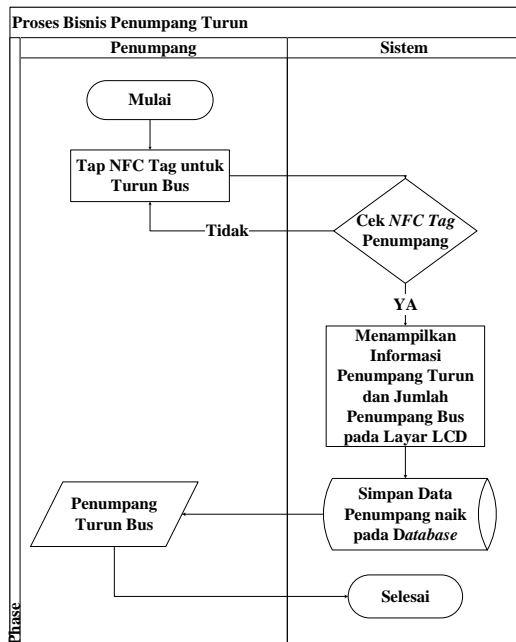 Proses Bisnis Penumpang Turun
Penumpang
Sistem
Mulai
Tap NFC Tag untuk
Turun Bus
Cek NFC Tag
Penumpang
Tidak
YA
Menampilkan
Informasi
Penumpang Turun
dan Jumlah
Penumpang Bus
pada Layar LCD
Simpan Data
Penumpang naik
pada Database
Penumpang
Turun Bus
Selesai
Phase